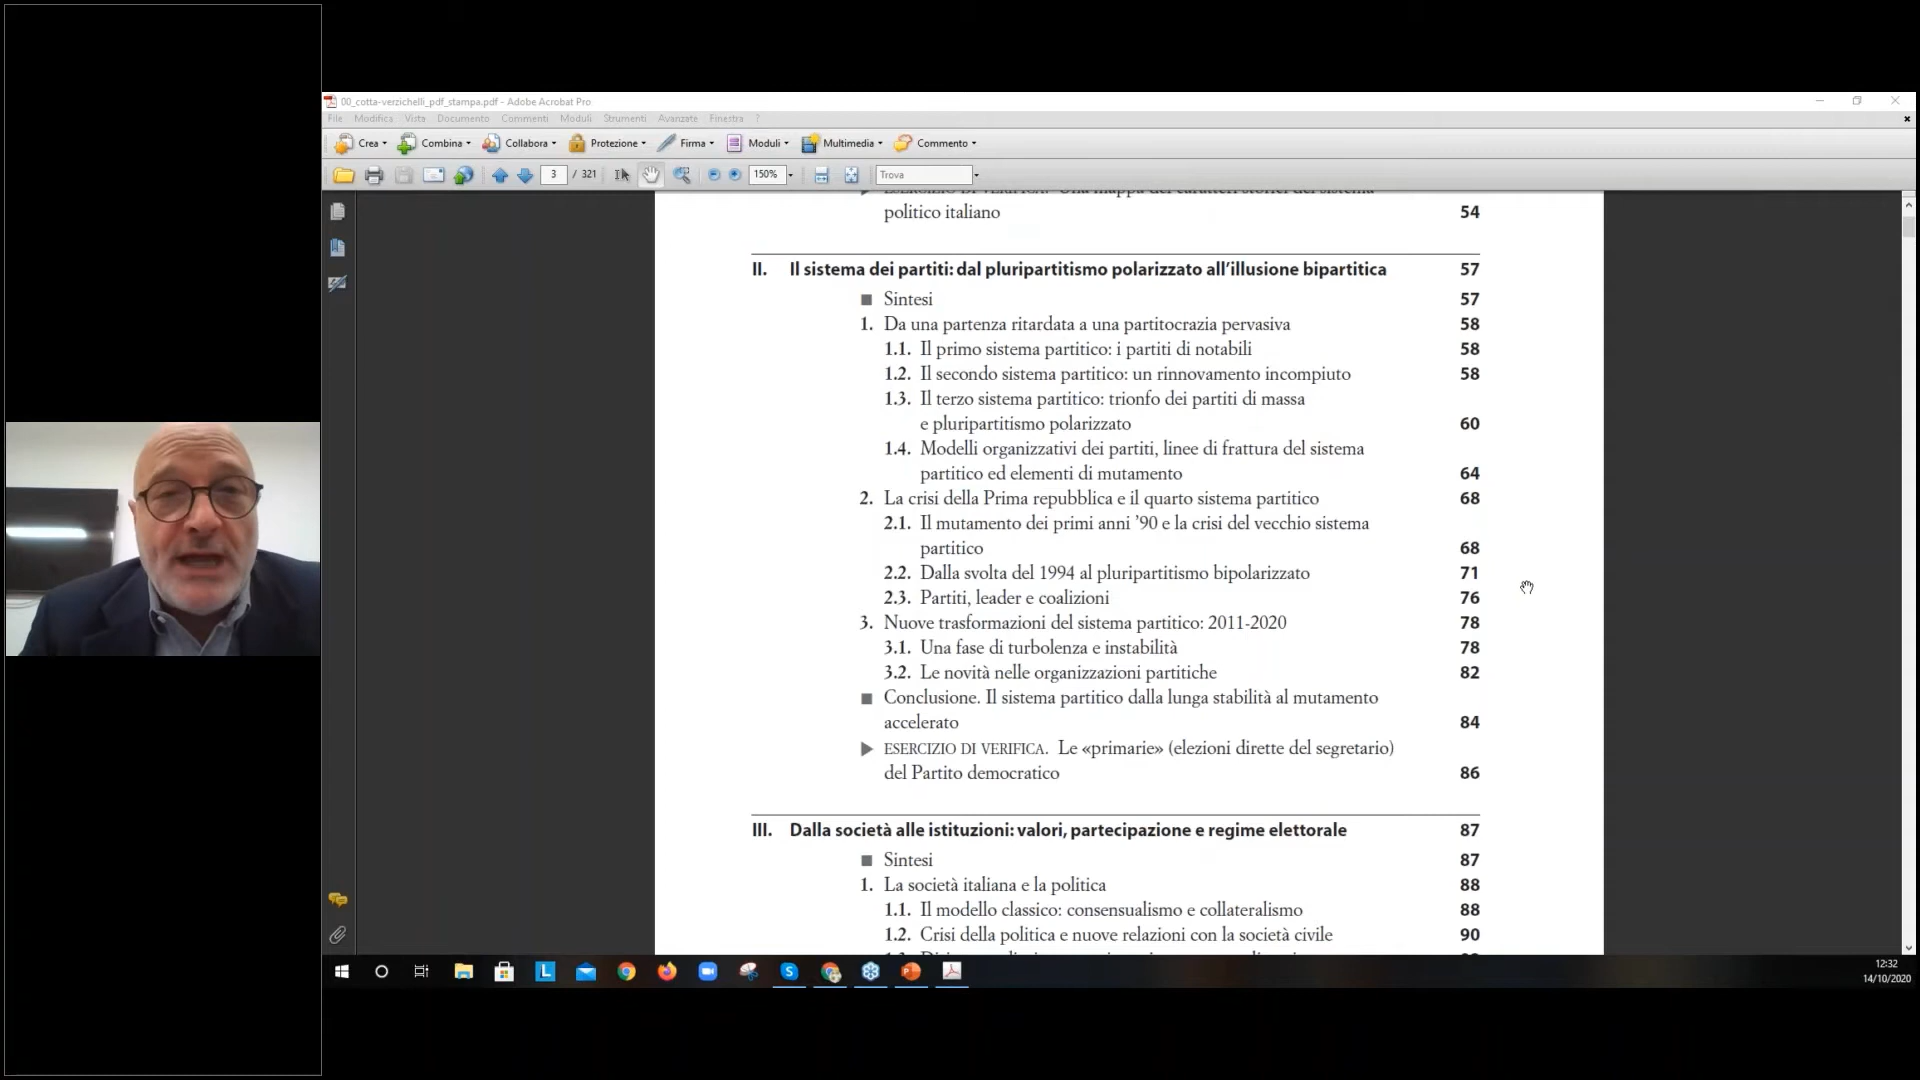 00_cotta-verzichelli_pdf_stampa.pdf - Adobe Acrobat Pro
File Modifica Vista Documento Commenti Moduli Strumenti Avanzate Finestra ?
Crea Combina Collabora Protezione Firma Moduli Multimedia Commento
3 / 321 150% Trova
ESERCIZIO DI VERIFICA. Una mappa dei caratteri storici del sistema
politico italiano 54
II. Il sistema dei partiti: dal pluripartitismo polarizzato all’illusione bipartitica 57
■ Sintesi 57
1. Da una partenza ritardata a una partitocrazia pervasiva 58
1.1. Il primo sistema partitico: i partiti di notabili 58
1.2. Il secondo sistema partitico: un rinnovamento incompiuto 58
1.3. Il terzo sistema partitico: trionfo dei partiti di massa
e pluripartitismo polarizzato 60
1.4. Modelli organizzativi dei partiti, linee di frattura del sistema
partitico ed elementi di mutamento 64
2. La crisi della Prima repubblica e il quarto sistema partitico 68
2.1. Il mutamento dei primi anni ’90 e la crisi del vecchio sistema
partitico 68
2.2. Dalla svolta del 1994 al pluripartitismo bipolarizzato 71
2.3. Partiti, leader e coalizioni 76
3. Nuove trasformazioni del sistema partitico: 2011-2020 78
3.1. Una fase di turbolenza e instabilità 78
3.2. Le novità nelle organizzazioni partitiche 82
■ Conclusione. Il sistema partitico dalla lunga stabilità al mutamento
accelerato 84
▶ ESERCIZIO DI VERIFICA. Le «primarie» (elezioni dirette del segretario)
del Partito democratico 86
III. Dalla società alle istituzioni: valori, partecipazione e regime elettorale 87
■ Sintesi 87
1. La società italiana e la politica 88
1.1. Il modello classico: consensualismo e collateralismo 88
1.2. Crisi della politica e nuove relazioni con la società civile 90
12:32
14/10/2020